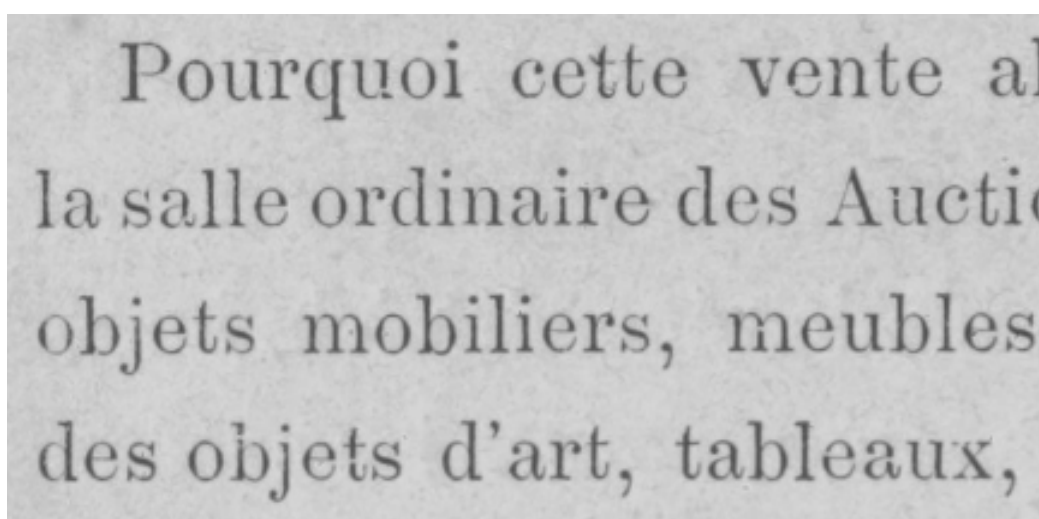 Pourquoi cette vente
la salle ordinaire des
objets mobiliers, meubles
des objets d'art, tableaux,